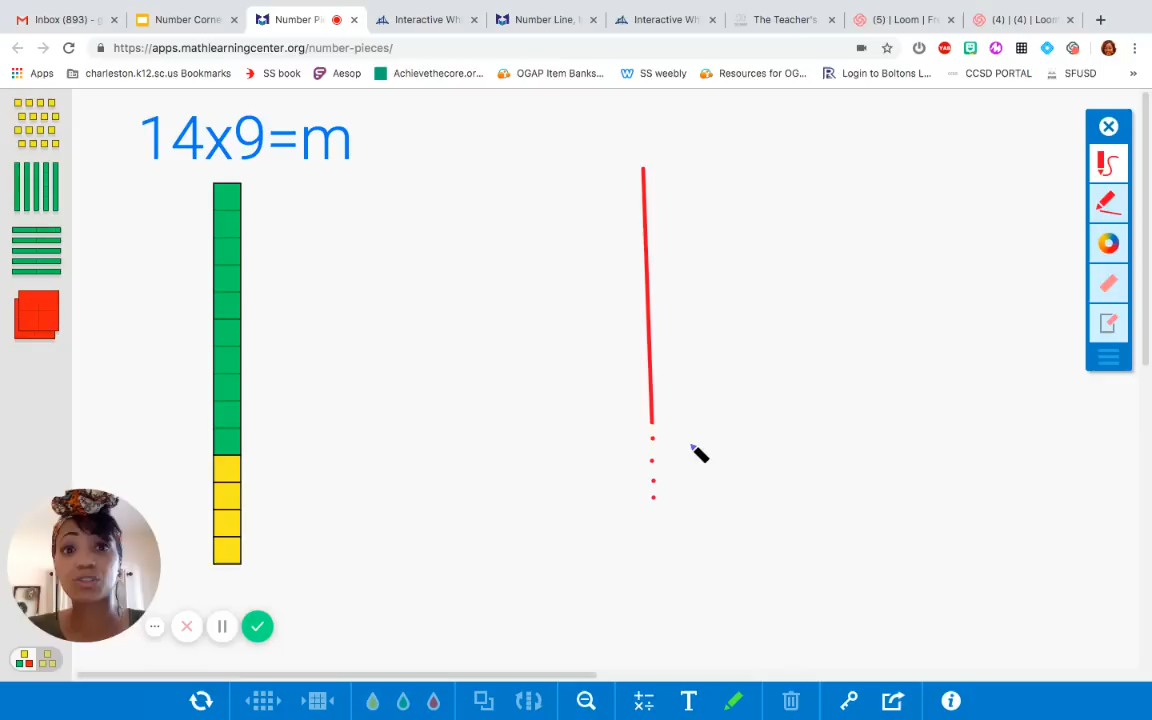 Inbox (893) - g
Number Corne
Number Pi
Interactive Wh
Number Line, I
Interactive Wh
The Teacher's
(5) | Loom | Fr
(4) | (4) | Loom
https://apps.mathlearningcenter.org/number-pieces/
Apps
charleston.k12.sc.us Bookmarks
SS book
Aesop
Achievethecore.or...
OGAP Item Banks...
SS weebly
Resources for OG...
Login to Boltons L...
CCSD PORTAL
SFUSD
14x9=m
T